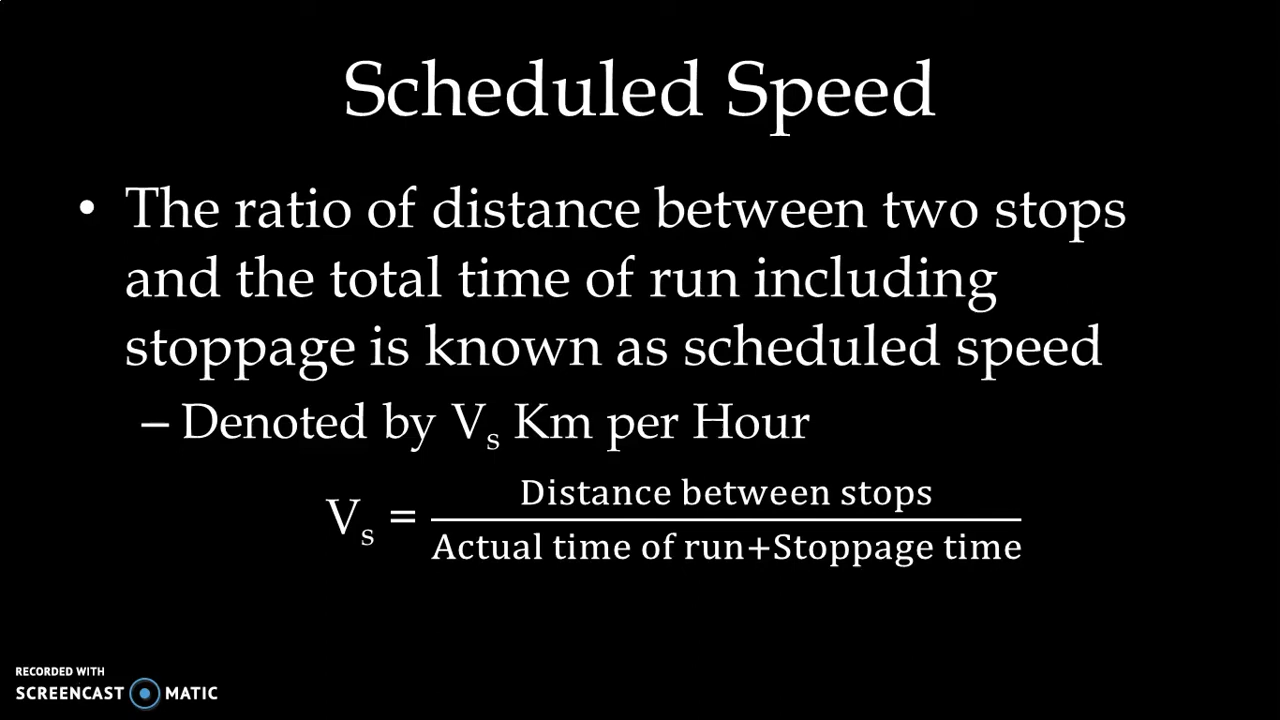 Scheduled Speed
• The ratio of distance between two stops
and the total time of run including
stoppage is known as scheduled speed
– Denoted by Vs Km per Hour
Vs = Distance between stops
Actual time of run+Stoppage time
RECORDED WITH
SCREENCAST MATIC